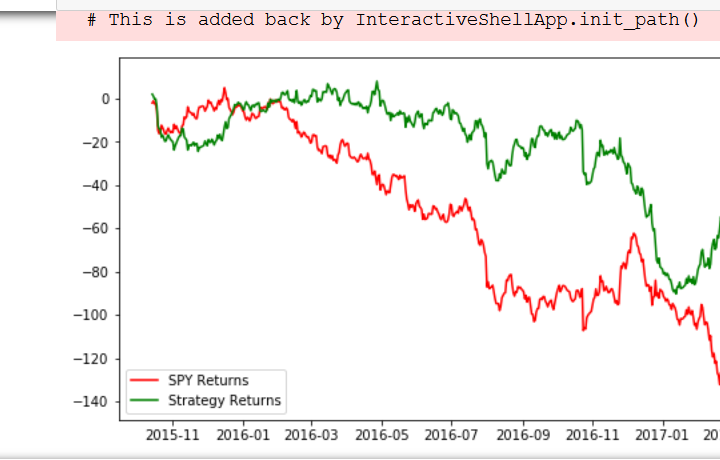 # This is added back by InteractiveShellApp.init_path()
0
−20
−40
−60
−80
−100
−120
−140
SPY Returns
Strategy Returns
2015-11 2016-01 2016-03 2016-05 2016-07 2016-09 2016-11 2017-01 20